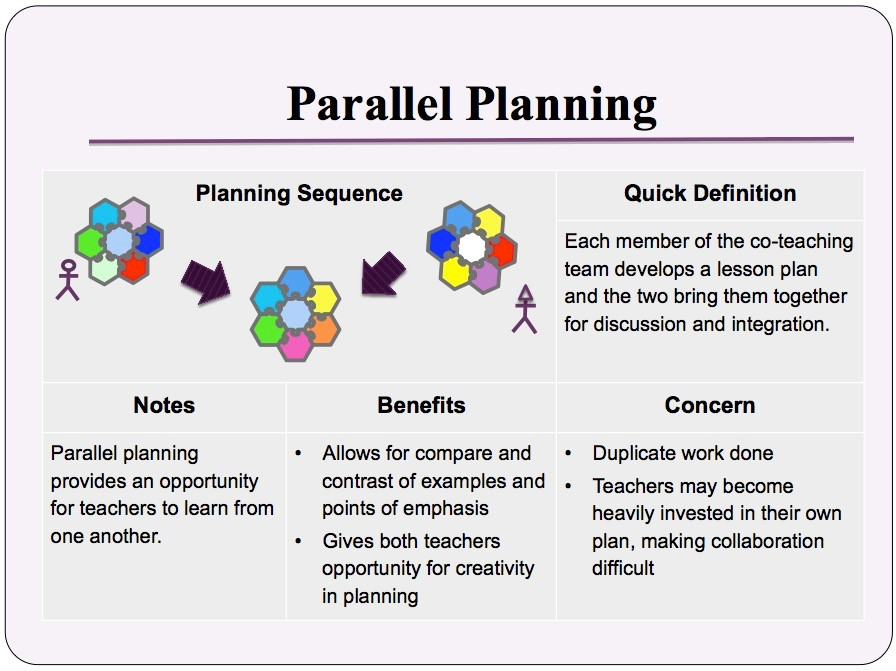 Parallel Planning
Planning Sequence
Quick Definition
Each member of the co-teaching
team develops a lesson plan
and the two bring them together
for discussion and integration.
Notes
Parallel planning
provides an opportunity
for teachers to learn from
one another.
Benefits
• Allows for compare and
contrast of examples and
points of emphasis
• Gives both teachers
opportunity for creativity
in planning
Concern
• Duplicate work done
• Teachers may become
heavily invested in their own
plan, making collaboration
difficult